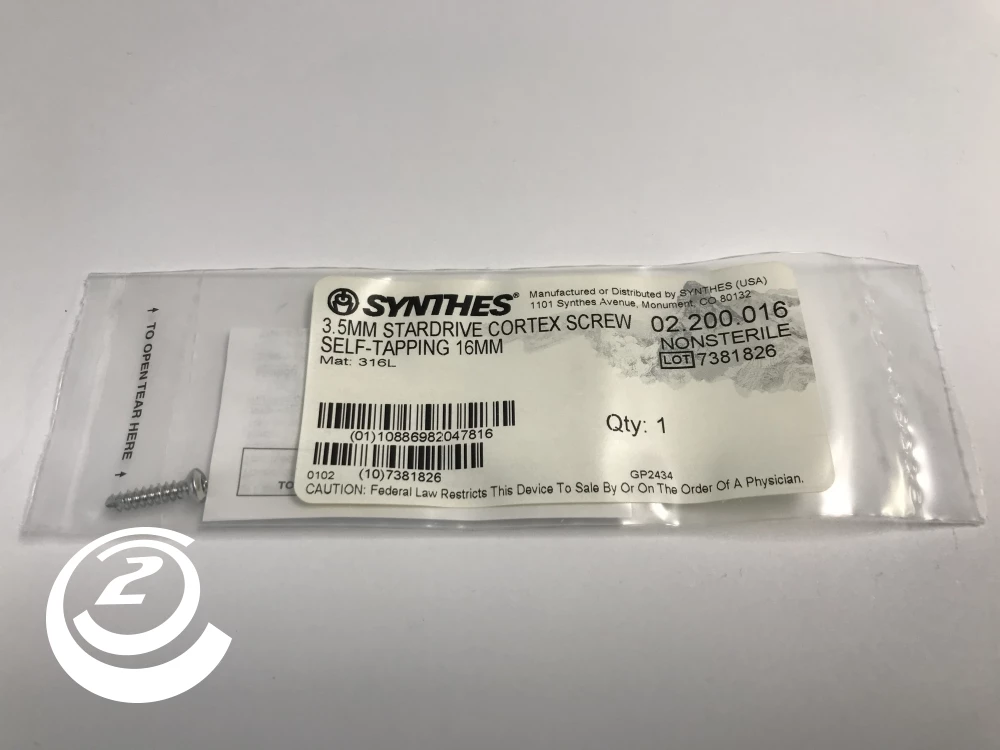 SYNTHES®
Manufactured or Distributed by SYNTHES (USA)
1101 Synthes Avenue, Monument, CO 80132
3.5MM STARDRIVE CORTEX SCREW
SELF-TAPPING 16MM
Mat: 316L
02.200.016
NONSTERILE
LOT 7381826
(01)10886982047816
Qty: 1
0102 (10)7381826
GP2434
CAUTION: Federal Law Restricts This Device To Sale By Or On The Order Of A Physician.
TO OPEN TEAR HERE
TO
2